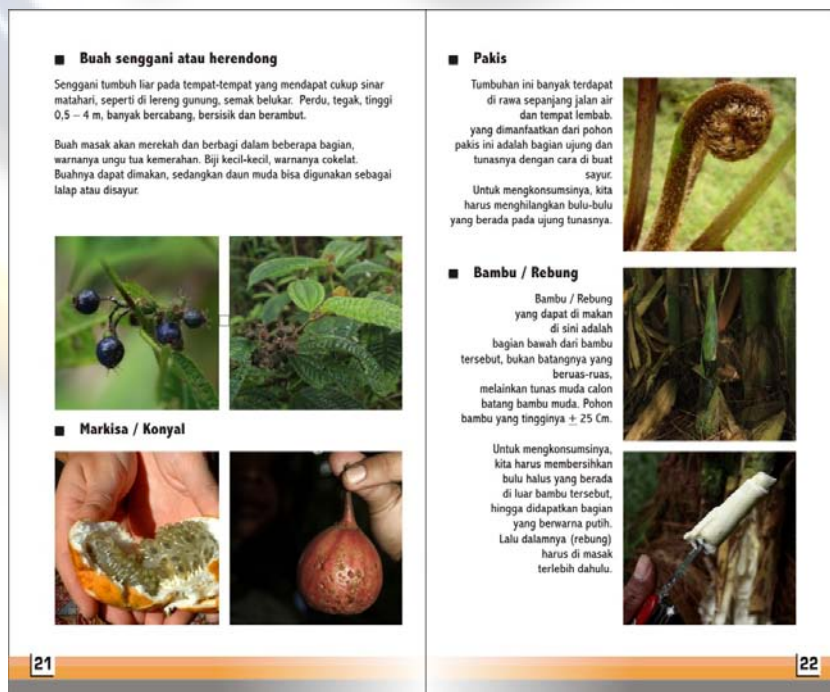 Buah senggani atau herendong
Senggani tumbuh liar pada tempat-tempat yang mendapat cukup sinar
matahari, seperti di lereng gunung, semak belukar. Perdu, tegak, tinggi
0,5 – 4 m, banyak bercabang, bersisik dan berambut.
Buah masak akan merekah dan berbagi dalam beberapa bagian,
warnanya ungu tua kemerahan. Biji kecil-kecil, warnanya cokelat.
Buahnya dapat dimakan, sedangkan daun muda bisa digunakan sebagai
lalap atau disayur.
Markisa / Konyal
21
Pakis
Tumbuhan ini banyak terdapat
di rawa sepanjang jalan air
dan tempat lembab.
yang dimanfaatkan dari pohon
pakis ini adalah bagian ujung dan
tunasnya dengan cara di buat
sayur.
Untuk mengkonsumsinya, kita
harus menghilangkan bulu-bulu
yang berada pada ujung tunasnya.
Bambu / Rebung
Bambu / Rebung
yang dapat di makan
di sini adalah
bagian bawah dari bambu
tersebut, bukan batangnya yang
beruas-ruas,
melainkan tunas muda calon
batang bambu muda. Pohon
bambu yang tingginya ± 25 Cm.
Untuk mengkonsumsinya,
kita harus membersihkan
bulu halus yang berada
di luar bambu tersebut,
hingga didapatkan bagian
yang berwarna putih.
Lalu dalamnya (rebung)
harus di masak
terlebih dahulu.
22